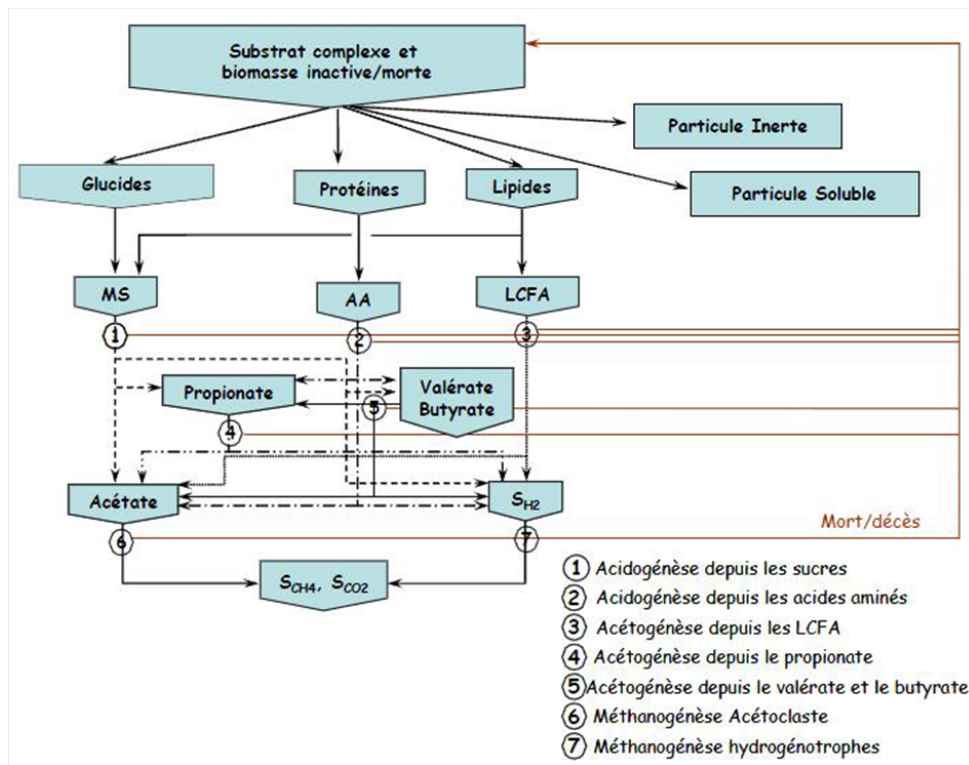 Substrat complexe et
biomasse inactive/morte
Particule Inerte
Glucides
Protéines
Lipides
Particule Soluble
MS
AA
LCFA
1
2
3
Propionate
Valérate
Butyrate
5
4
Acétate
SH2
Mort/décès
6
7
SCH4, SCO2
1 Acidogénèse depuis les sucres
2 Acidogénèse depuis les acides aminés
3 Acétogénèse depuis les LCFA
4 Acétogénèse depuis le propionate
5 Acétogénèse depuis le valérate et le butyrate
6 Méthanogénèse Acétoclaste
7 Méthanogénèse hydrogénotrophes